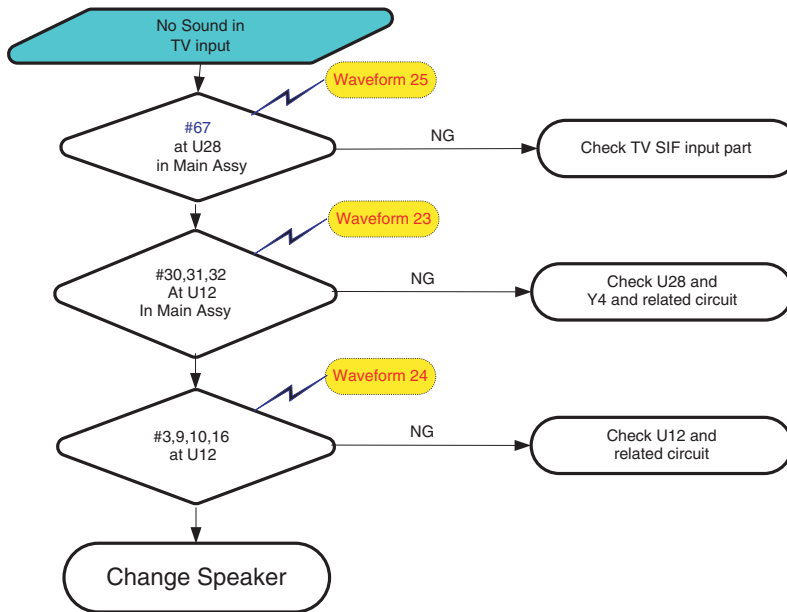 No Sound in
TV input
Waveform 25
#67
at U28
in Main Assy
NG
Check TV SIF input part
Waveform 23
#30,31,32
At U12
In Main Assy
NG
Check U28 and
Y4 and related circuit
Waveform 24
#3,9,10,16
at U12
NG
Check U12 and
related circuit
Change Speaker